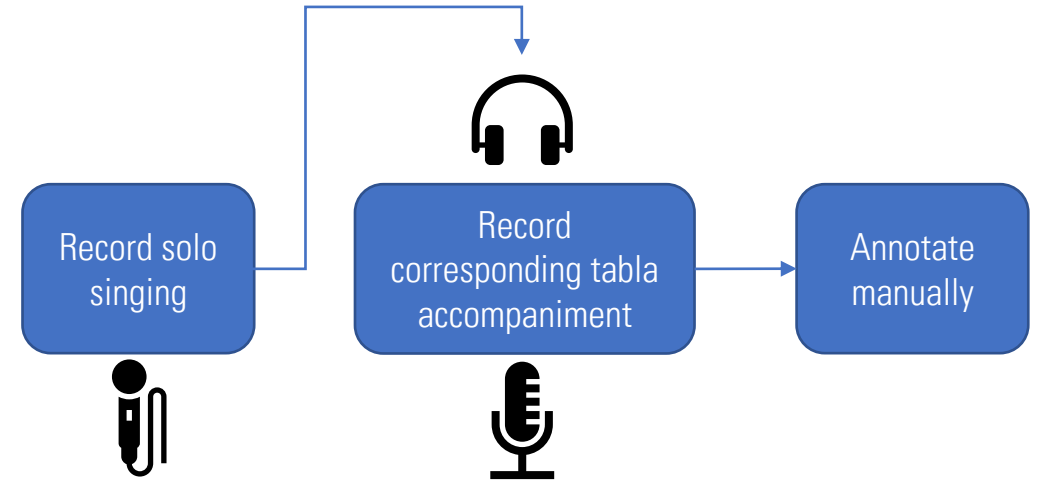 Record solo
singing
Record
corresponding tabla
accompaniment
Annotate
manually